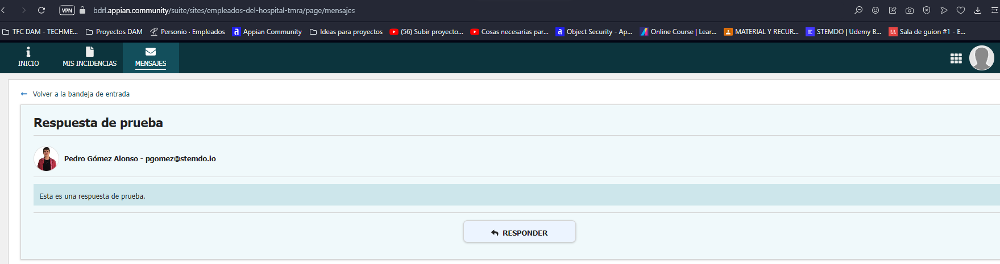 VPN bdrl.appian.community/suite/sites/empleados-del-hospital-tmra/page/mensajes
TFC DAM - TECHME... Proyectos DAM Personio · Empleados Appian Community Ideas para proyectos (56) Subir proyecto... Cosas necesarias par... Object Security - Ap... Online Course | Lear... MATERIAL Y RECUR... STEMDO | Udemy B... Sala de guion #1 - E...
INICIO MIS INCIDENCIAS MENSAJES
Volver a la bandeja de entrada
Respuesta de prueba
Pedro Gómez Alonso - pgomez@stemdo.io
Esta es una respuesta de prueba.
RESPONDER